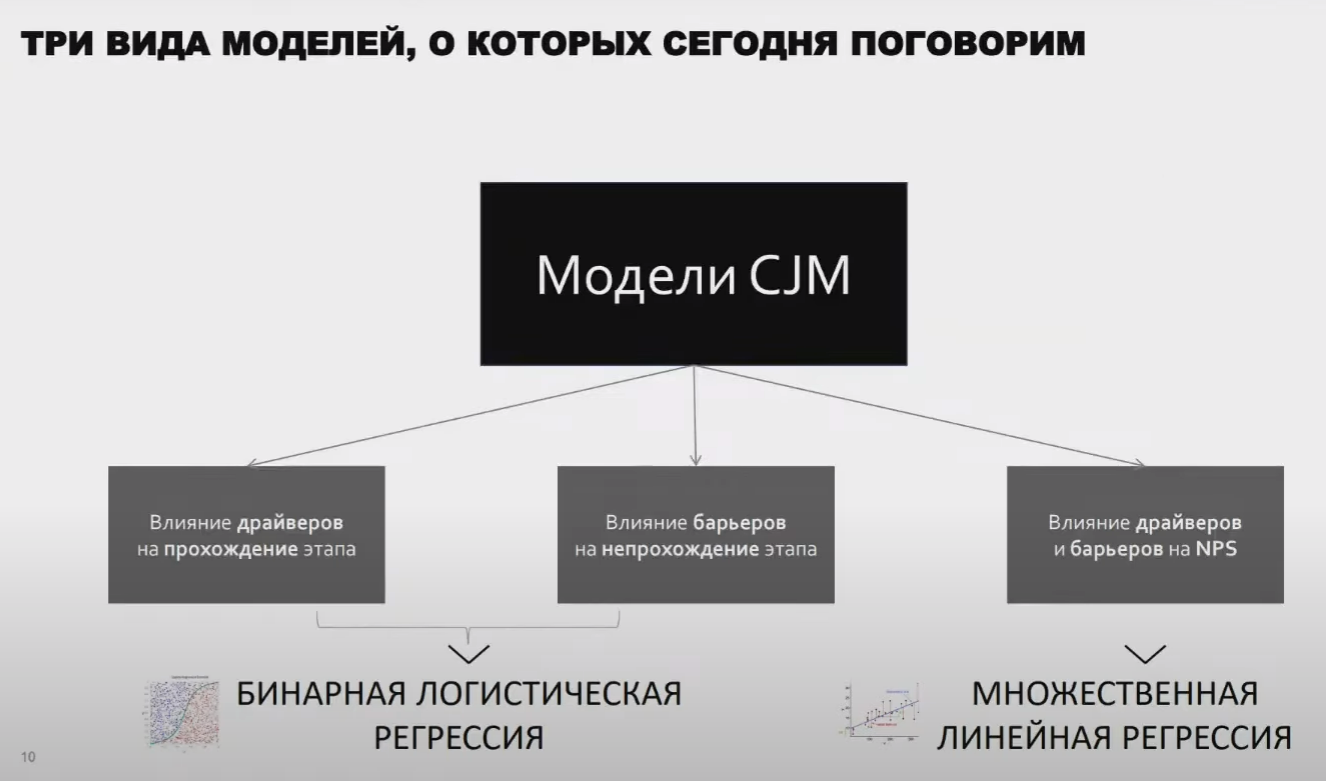 ТРИ ВИДА МОДЕЛЕЙ, О КОТОРЫХ СЕГОДНЯ ПОГОВОРИМ
Модели CJM
Влияние драйверов
на прохождение этапа
Влияние барьеров
на непрохождение этапа
Влияние драйверов
и барьеров на NPS
БИНАРНАЯ ЛОГИСТИЧЕСКАЯ
РЕГРЕССИЯ
МНОЖЕСТВЕННАЯ
ЛИНЕЙНАЯ РЕГРЕССИЯ
10